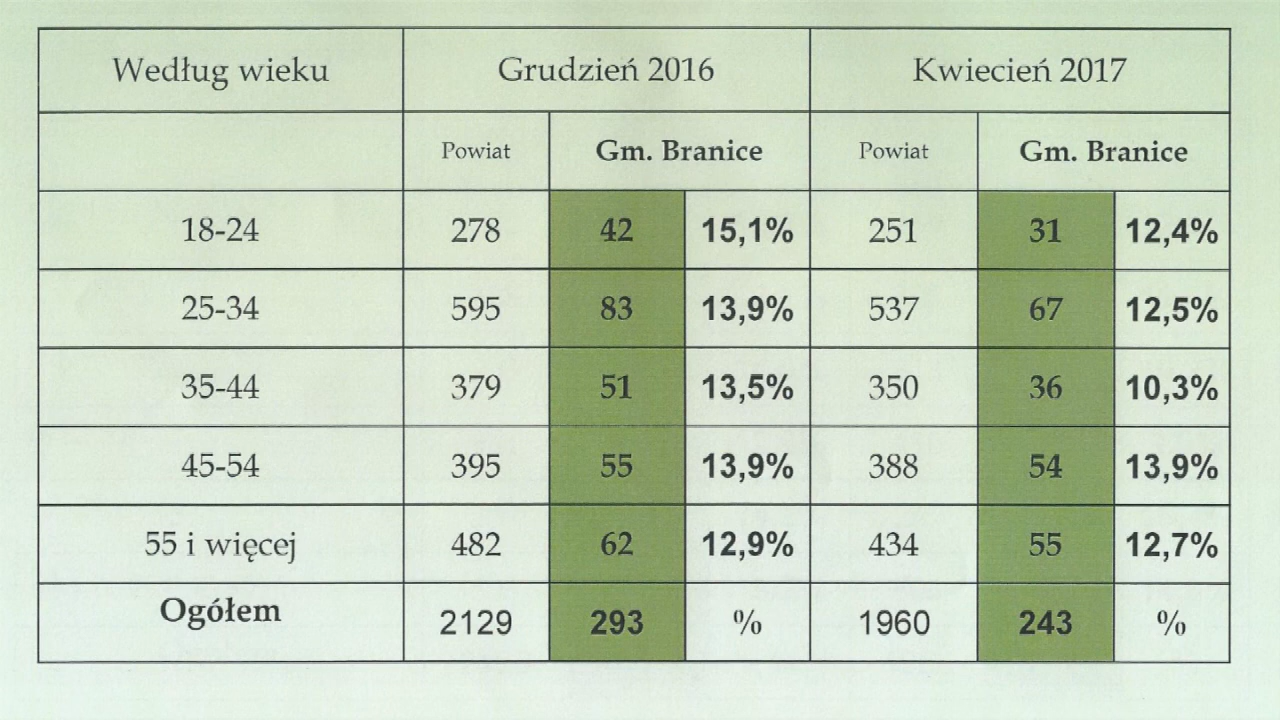 Według wieku Grudzień 2016 Kwiecień 2017
Powiat Gm. Branice Powiat Gm. Branice
18-24 278 42 15,1% 251 31 12,4%
25-34 595 83 13,9% 537 67 12,5%
35-44 379 51 13,5% 350 36 10,3%
45-54 395 55 13,9% 388 54 13,9%
55 i więcej 482 62 12,9% 434 55 12,7%
Ogółem 2129 293 % 1960 243 %